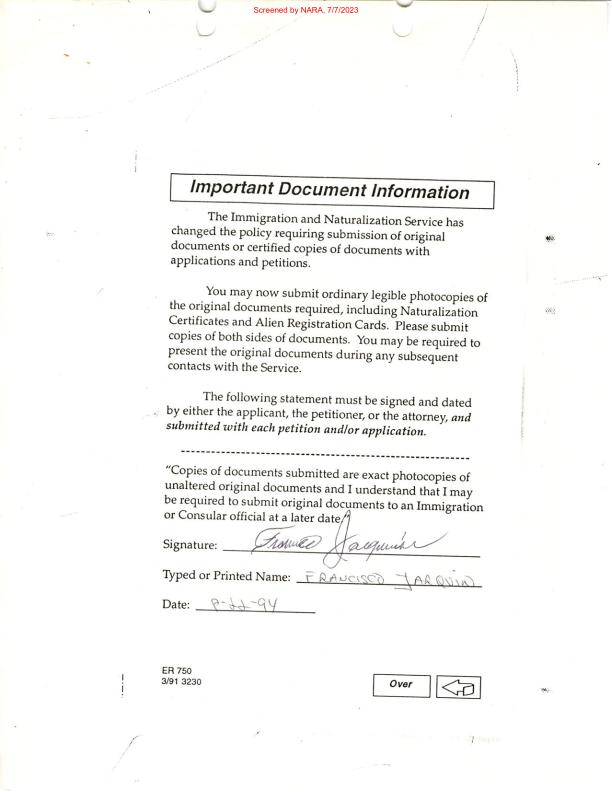 Screened by NARA, 7/7/2023
Important Document Information
The Immigration and Naturalization Service has
changed the policy requiring submission of original
documents or certified copies of documents with
applications and petitions.
You may now submit ordinary legible photocopies of
the original documents required, including Naturalization
Certificates and Alien Registration Cards. Please submit
copies of both sides of documents. You may be required to
present the original documents during any subsequent
contacts with the Service.
The following statement must be signed and dated
by either the applicant, the petitioner, or the attorney, and
submitted with each petition and/or application.
"Copies of documents submitted are exact photocopies of
unaltered original documents and I understand that I may
be required to submit original documents to an Immigration
or Consular official at a later date."
Signature:
Typed or Printed Name: FRANCISCO JARQUIN
Date: 8-22-94
ER 750
3/91 3230
Over